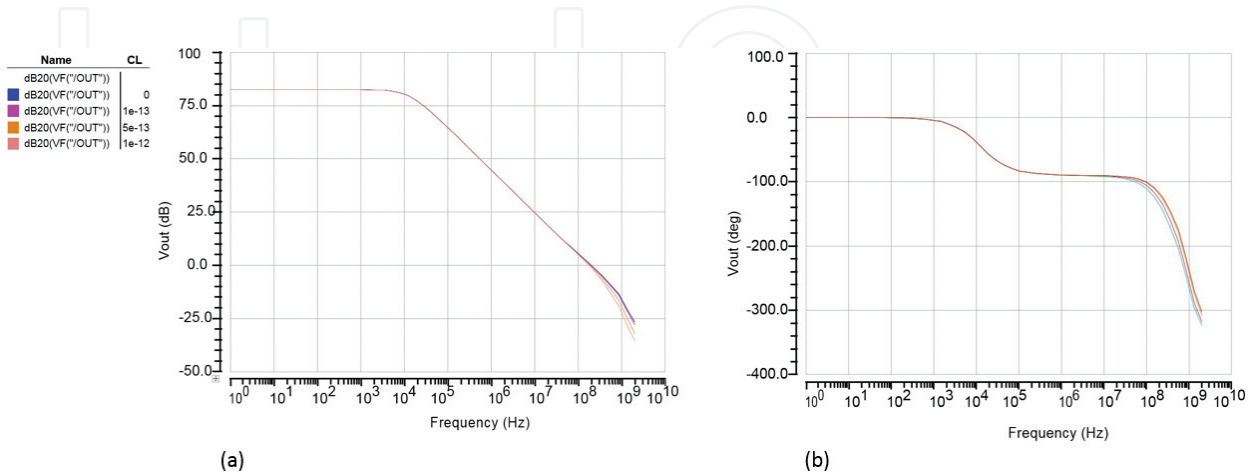 Name CL
dB20(VF("/OUT"))
dB20(VF("/OUT")) 0
dB20(VF("/OUT")) 1e-13
dB20(VF("/OUT")) 5e-13
dB20(VF("/OUT")) 1e-12
Vout (dB)
100
75.0
50.0
25.0
0.0
-25.0
-50.0
10^0 10^1 10^2 10^3 10^4 10^5 10^6 10^7 10^8 10^9 10^10
Frequency (Hz)
(a)
Vout (deg)
100.0
0.0
-100.0
-200.0
-300.0
-400.0
10^0 10^1 10^2 10^3 10^4 10^5 10^6 10^7 10^8 10^9 10^10
Frequency (Hz)
(b)